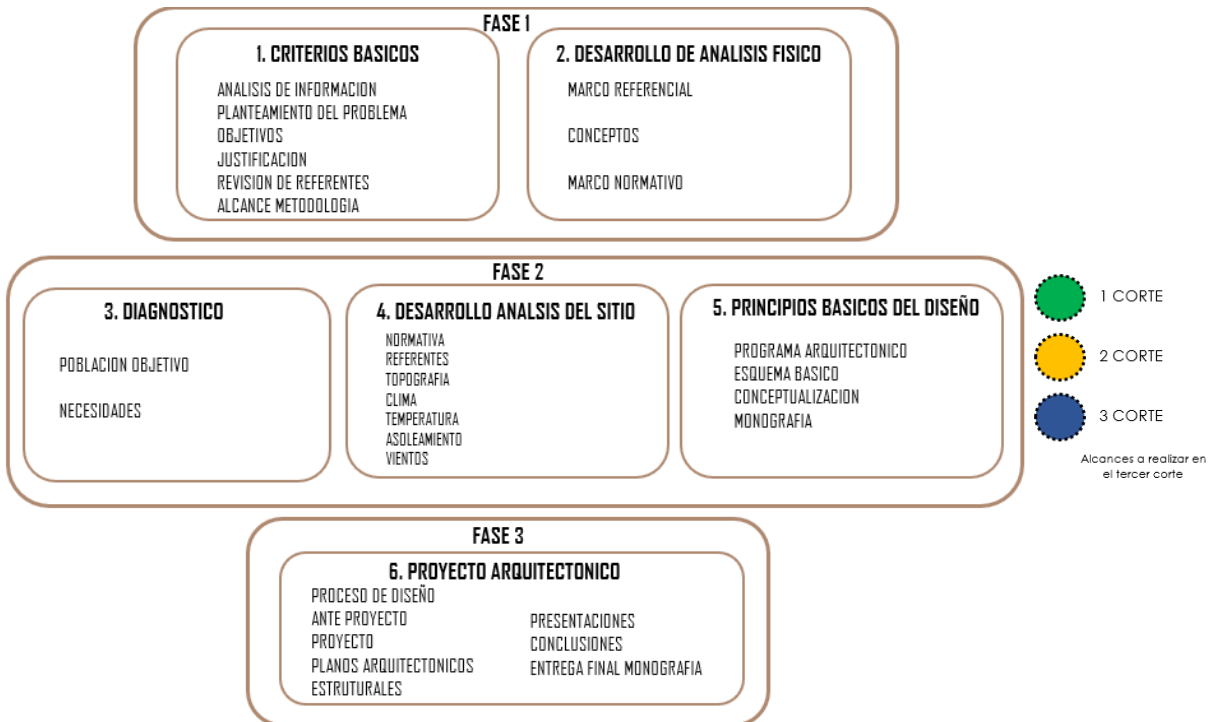 FASE 1
1. CRITERIOS BASICOS
ANALISIS DE INFORMACION
PLANTEAMIENTO DEL PROBLEMA
OBJETIVOS
JUSTIFICACION
REVISION DE REFERENTES
ALCANCE METODOLOGIA
2. DESARROLLO DE ANALISIS FISICO
MARCO REFERENCIAL
CONCEPTOS
MARCO NORMATIVO
FASE 2
3. DIAGNOSTICO
POBLACION OBJETIVO
NECESIDADES
4. DESARROLLO ANALSIS DEL SITIO
NORMATIVA
REFERENTES
TOPOGRAFIA
CLIMA
TEMPERATURA
ASOLEAMIENTO
VIENTOS
5. PRINCIPIOS BASICOS DEL DISEÑO
PROGRAMA ARQUITECTONICO
ESQUEMA BASICO
CONCEPTUALIZACION
MONOGRAFIA
1 CORTE
2 CORTE
3 CORTE
Alcances a realizar en
el tercer corte
FASE 3
6. PROYECTO ARQUITECTONICO
PROCESO DE DISEÑO
ANTE PROYECTO
PROYECTO
PLANOS ARQUITECTONICOS
ESTRUTURALES
PRESENTACIONES
CONCLUSIONES
ENTREGA FINAL MONOGRAFIA